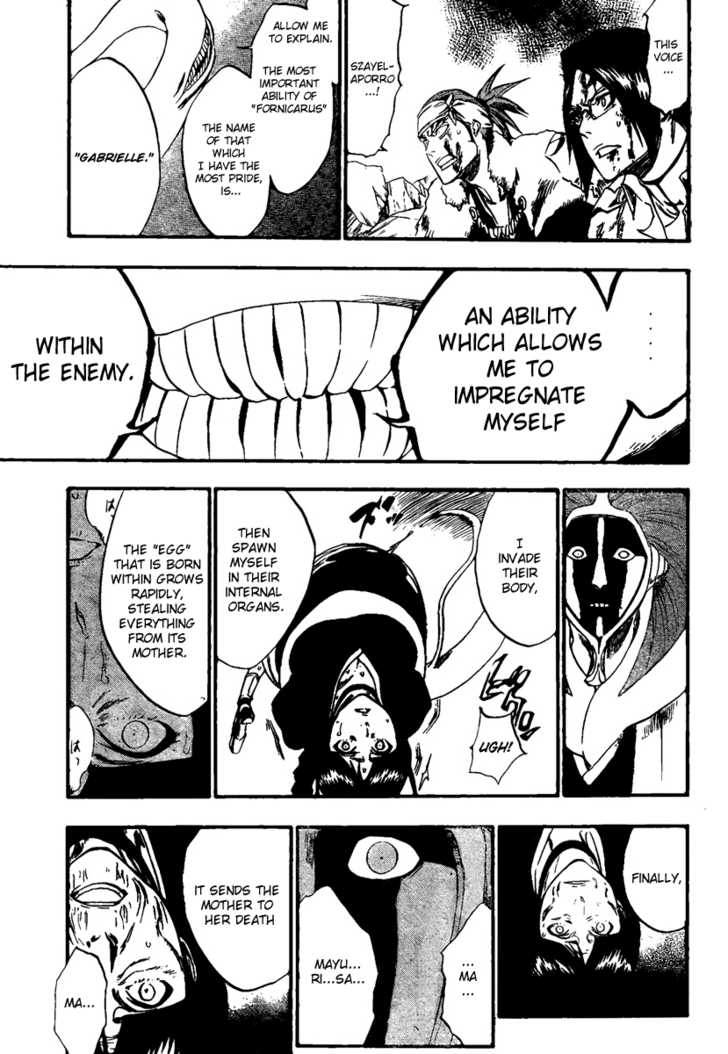 THIS
VOICE
...
SZAYEL-
APORRO
...!
ALLOW ME
TO EXPLAIN.
THE MOST
IMPORTANT
ABILITY OF
"FORNICARUS"
THE NAME
OF THAT
WHICH
I HAVE THE
MOST PRIDE,
IS...
"GABRIELLE."
......
AN ABILITY
WHICH ALLOWS
ME TO
IMPREGNATE
MYSELF
WITHIN
THE ENEMY.
I
INVADE
THEIR
BODY,
UGH!
THEN
SPAWN
MYSELF
IN THEIR
INTERNAL
ORGANS.
THE "EGG"
THAT IS BORN
WITHIN GROWS
RAPIDLY,
STEALING
EVERYTHING
FROM ITS
MOTHER.
はっ
FINALLY,
...
MA
...
MAYU...
RI...SA...
IT SENDS THE
MOTHER TO
HER DEATH
MA...